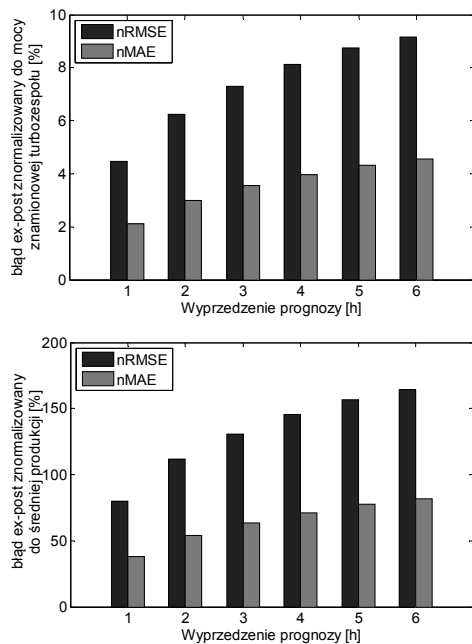 błąd ex-post znormalizowany do mocy
znamionowej turbozespołu [%]
10
8
6
4
2
0
nRMSE
nMAE
1 2 3 4 5 6
Wyprzedzenie prognozy [h]
błąd ex-post znormalizowany
do średniej produkcji [%]
200
150
100
50
0
nRMSE
nMAE
1 2 3 4 5 6
Wyprzedzenie prognozy [h]